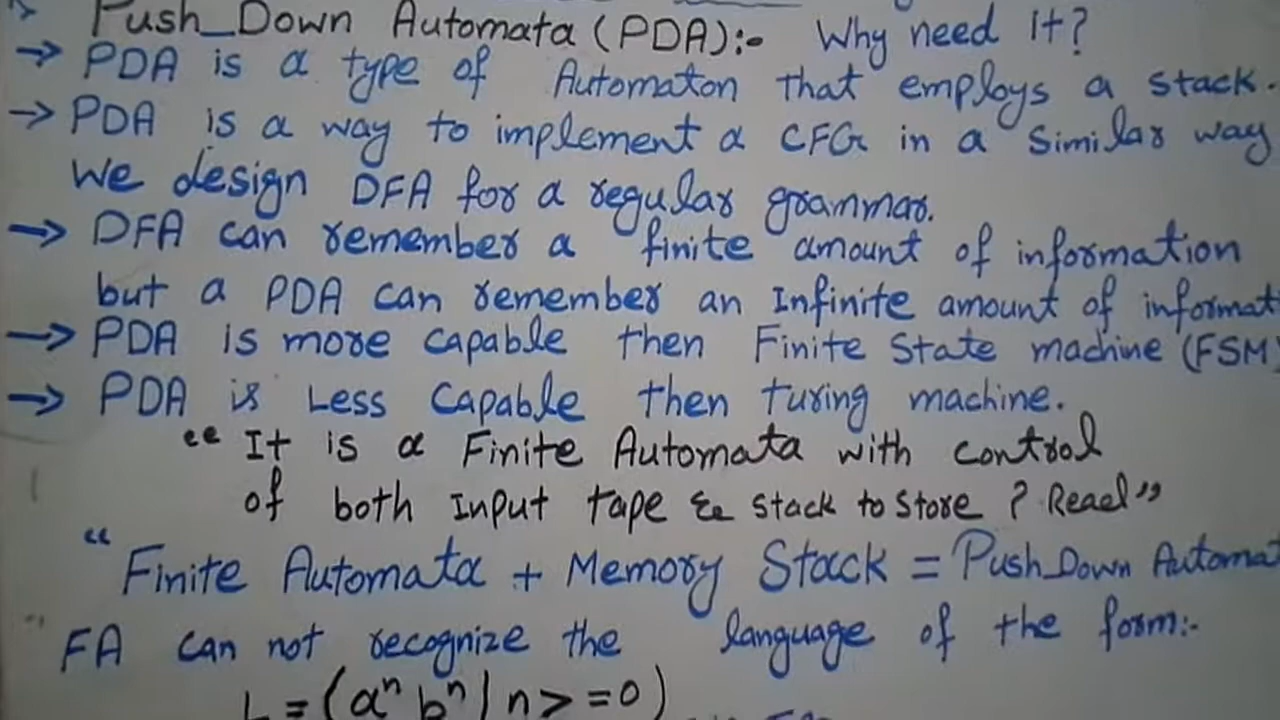 Push_Down Automata (PDA):- Why need it?
→ PDA is a type of Automaton that employs a stack.
→ PDA is a way to implement a CFG in a Similar way
We design DFA for a regular grammar.
→ DFA can remember a finite amount of information
but a PDA can remember an Infinite amount of informat
→ PDA is more capable then Finite State machine (FSM)
→ PDA is Less Capable then turing machine.
“ It is a Finite Automata with control
of both Input tape & Stack to Store ? Read”
“ Finite Automata + Memory Stack = Push_Down Automat
FA can not recognize the language of the form:-
L = (aⁿ bⁿ | n >= 0)